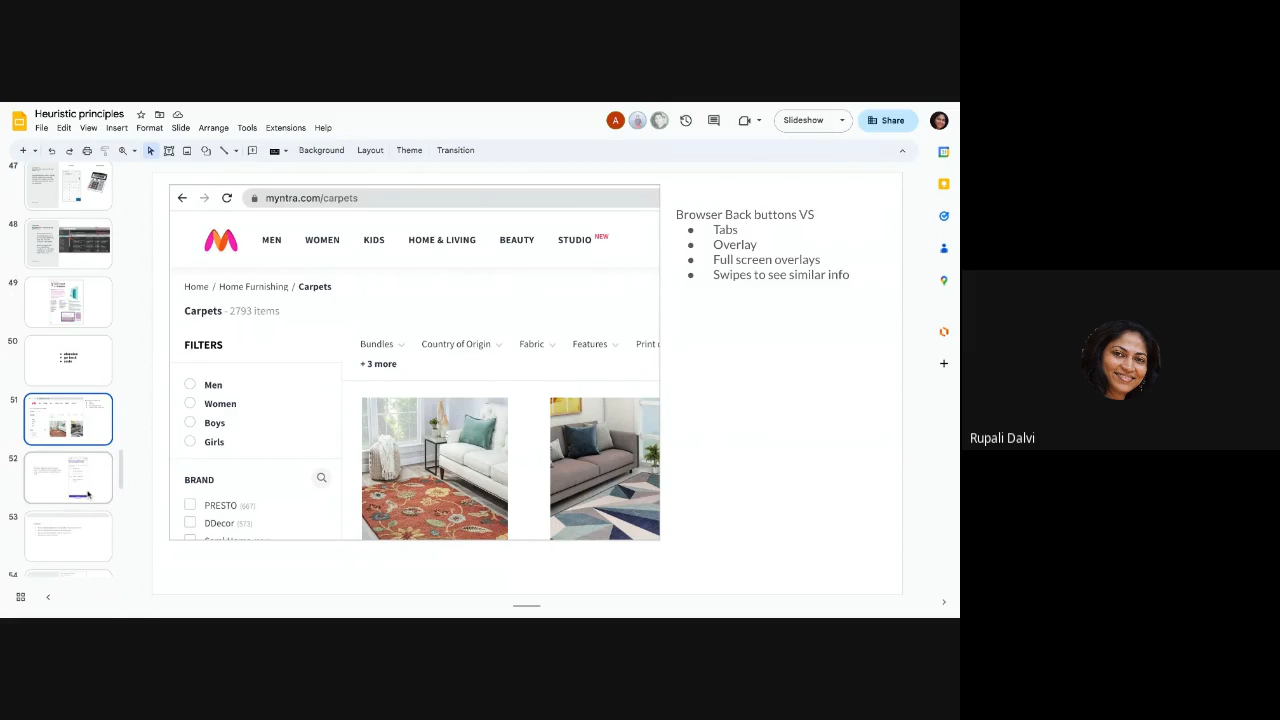 Heuristic principles
File Edit View Insert Format Slide Arrange Tools Extensions Help
A
Slideshow
Share
Background Layout Theme Transition
47
48
49
50
51
52
53
myntra.com/carpets
MEN WOMEN KIDS HOME & LIVING BEAUTY STUDIO NEW
Home / Home Furnishing / Carpets
Carpets - 2793 items
FILTERS
Bundles Country of Origin Fabric Features Print
+ 3 more
Men
Women
Boys
Girls
BRAND
PRESTO (667)
DDecor (573)
Browser Back buttons VS
● Tabs
● Overlay
● Full screen overlays
● Swipes to see similar info
Rupali Dalvi